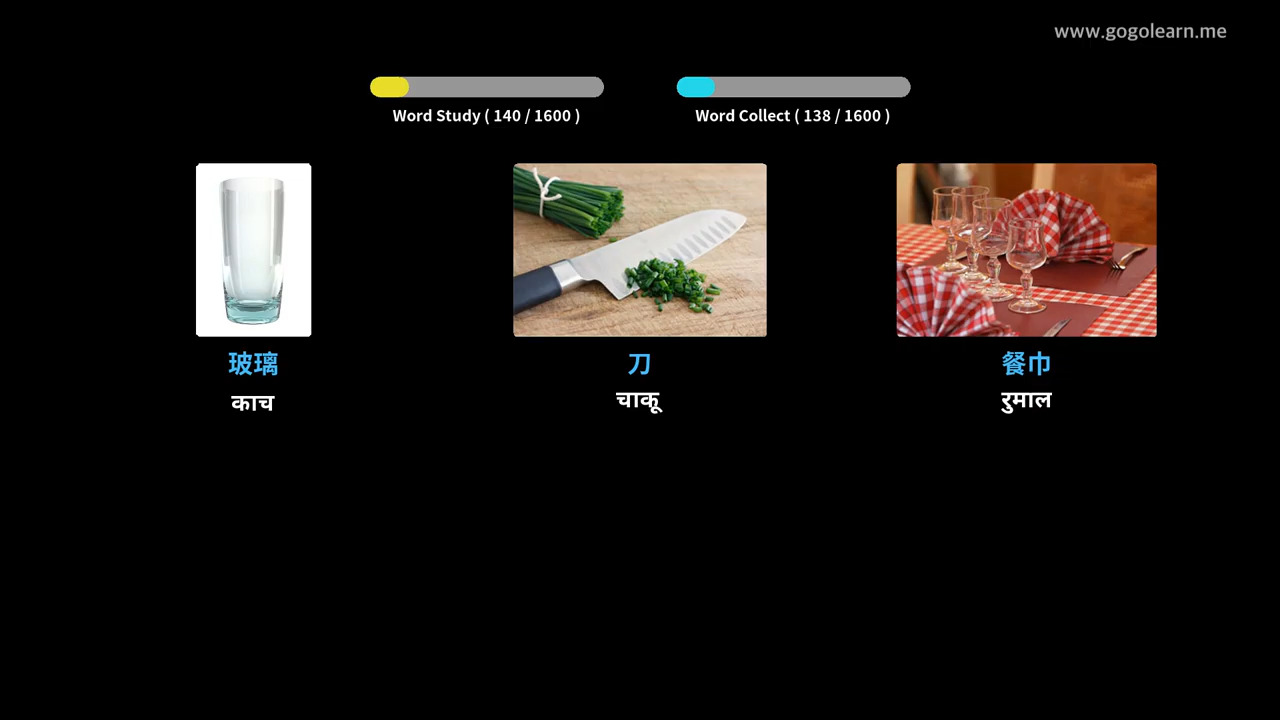 www.gogolearn.me
Word Study ( 140 / 1600 )
Word Collect ( 138 / 1600 )
玻璃
刀
餐巾
काच
चाकू
रुमाल